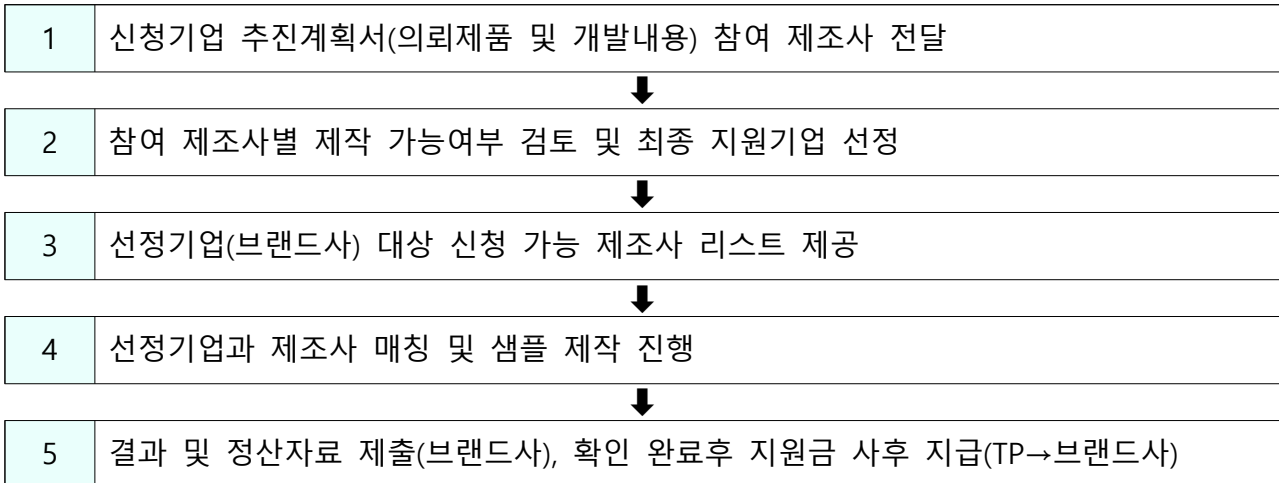 1 신청기업 추진계획서(의뢰제품 및 개발내용) 참여 제조사 전달
2 참여 제조사별 제작 가능여부 검토 및 최종 지원기업 선정
3 선정기업(브랜드사) 대상 신청 가능 제조사 리스트 제공
4 선정기업과 제조사 매칭 및 샘플 제작 진행
5 결과 및 정산자료 제출(브랜드사), 확인 완료후 지원금 사후 지급(TP→브랜드사)